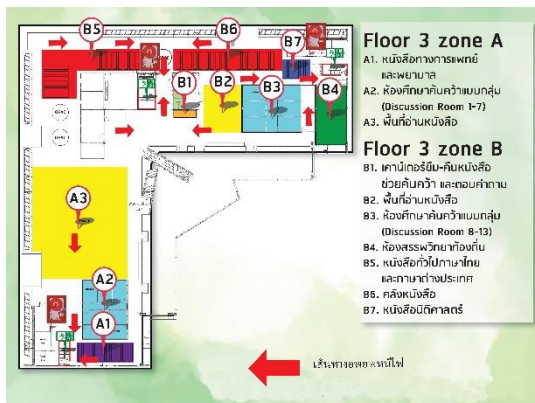 B5
B6
B7
B1
B2
B3
B4
A3
A2
A1
Floor 3 zone A
A1. หนังสือทางการแพทย์
และพยาบาล
A2. ห้องศึกษาค้นคว้าแบบกลุ่ม
(Discussion Room 1-7)
A3. พื้นที่อ่านหนังสือ
Floor 3 zone B
B1. เคาน์เตอร์ยืม-คืนหนังสือ
ช่วยค้นคว้า และตอบคำถาม
B2. พื้นที่อ่านหนังสือ
B3. ห้องศึกษาค้นคว้าแบบกลุ่ม
(Discussion Room 8-13)
B4. ห้องสรรพวิทยาท้องถิ่น
B5. หนังสือทั่วไปภาษาไทย
และภาษาต่างประเทศ
B6. คลังหนังสือ
B7. หนังสือนิติศาสตร์
เส้นทางอพยพหนีไฟ